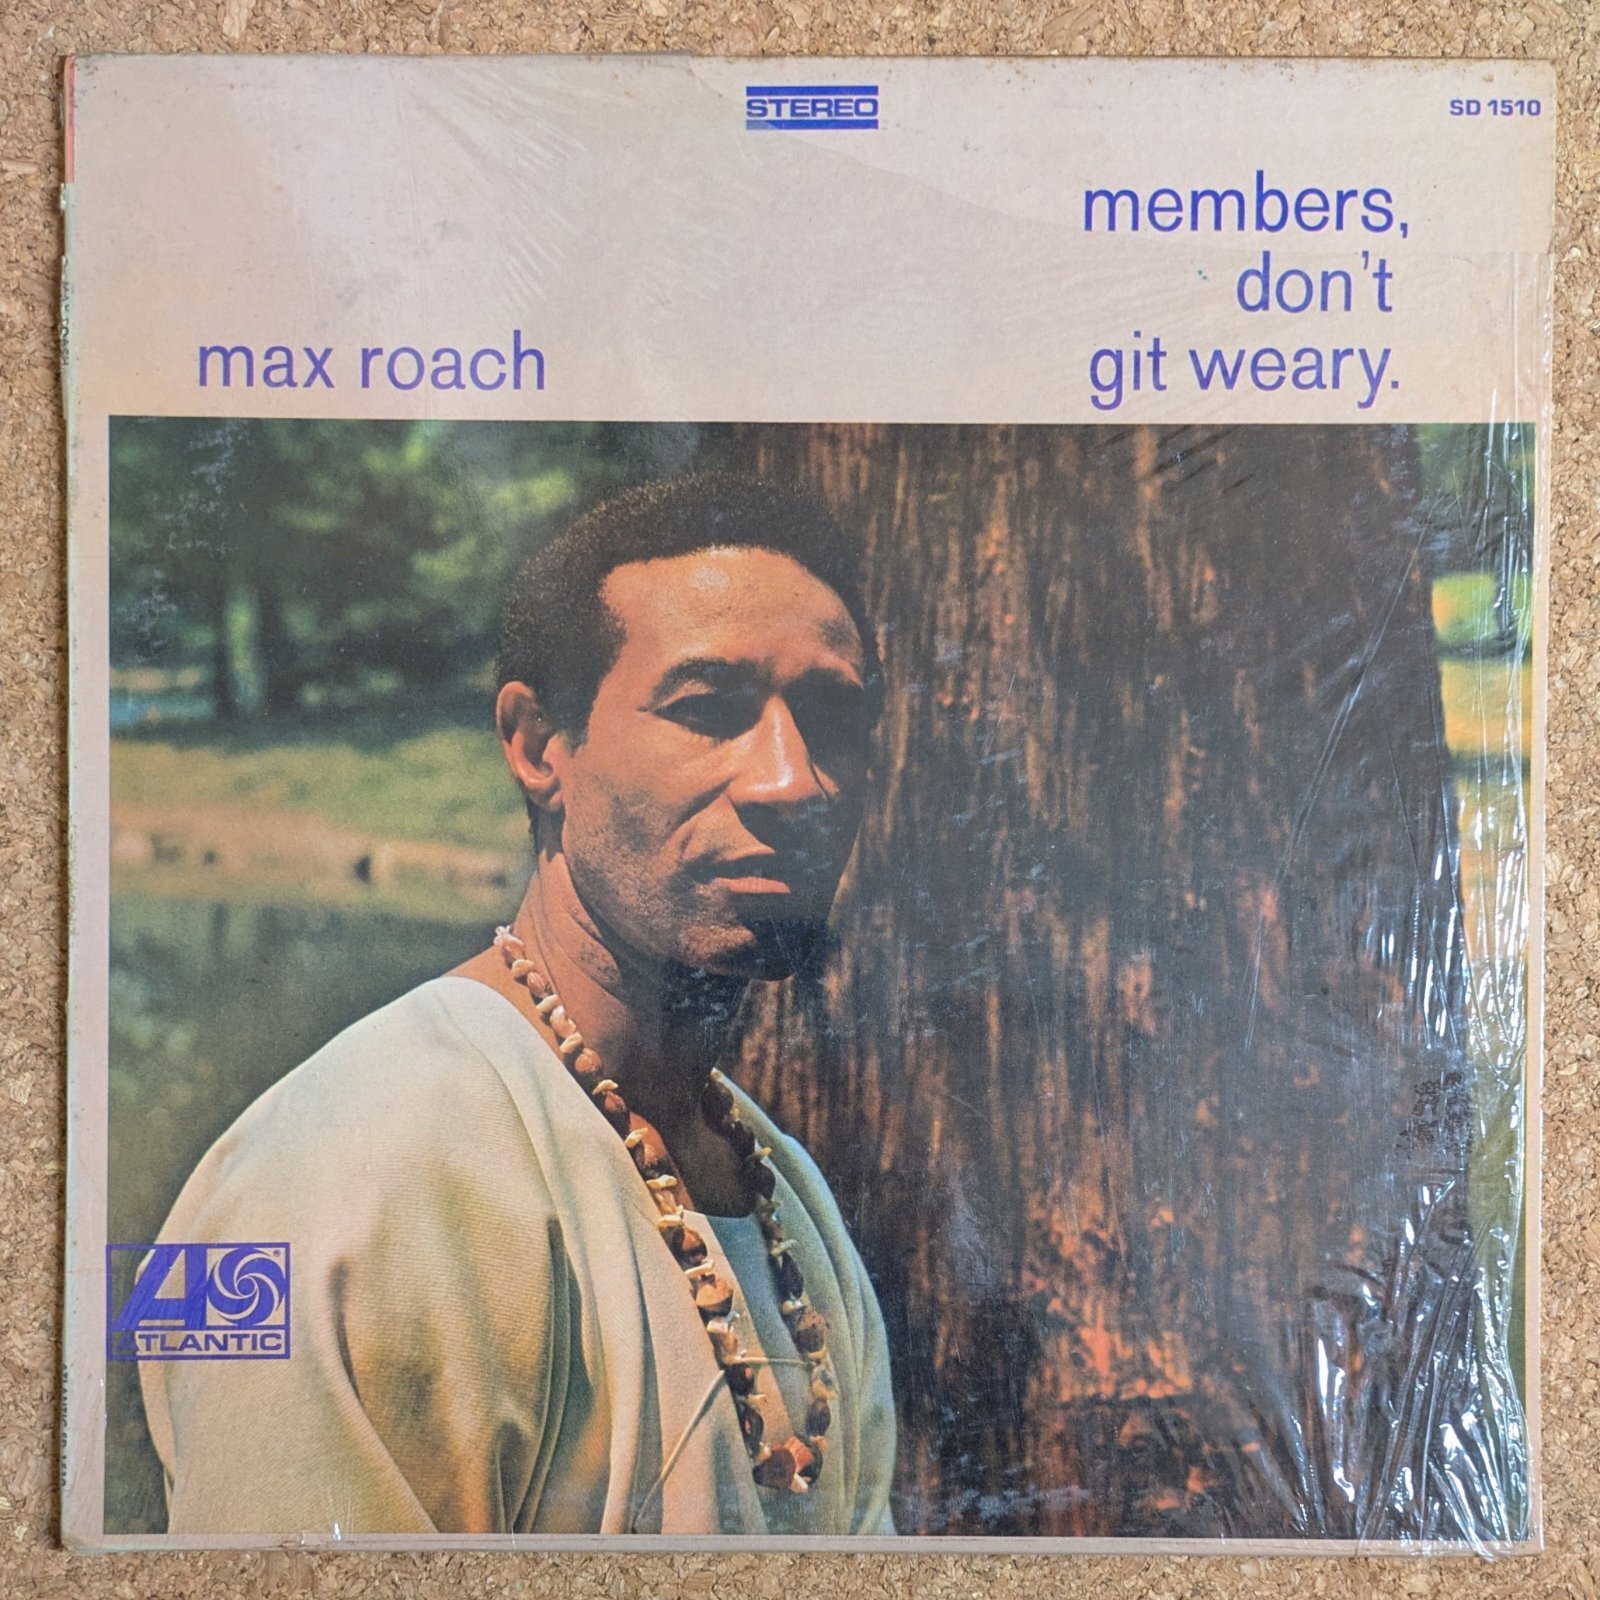 STEREO
SD 1510
members,
don't
git weary.
max roach
ATLANTIC